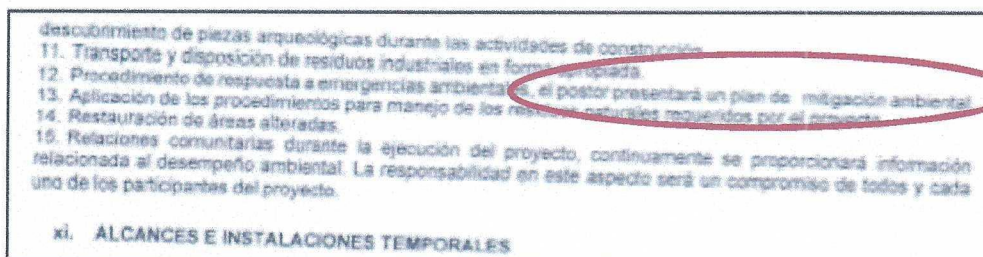 descubrimiento de piezas arqueológicas durante las actividades de construcción.
11. Transporte y disposición de residuos industriales en forma apropiada.
12. Procedimiento de respuesta a emergencias ambientales, el postor presentará un plan de mitigación ambiental
13. Aplicación de los procedimientos para manejo de los recursos naturales requeridos por el proyecto.
14. Restauración de áreas alteradas.
15. Relaciones comunitarias durante la ejecución del proyecto, continuamente se proporcionará información
relacionada al desempeño ambiental. La responsabilidad en este aspecto será un compromiso de todos y cada
uno de los participantes del proyecto.
xi. ALCANCES E INSTALACIONES TEMPORALES